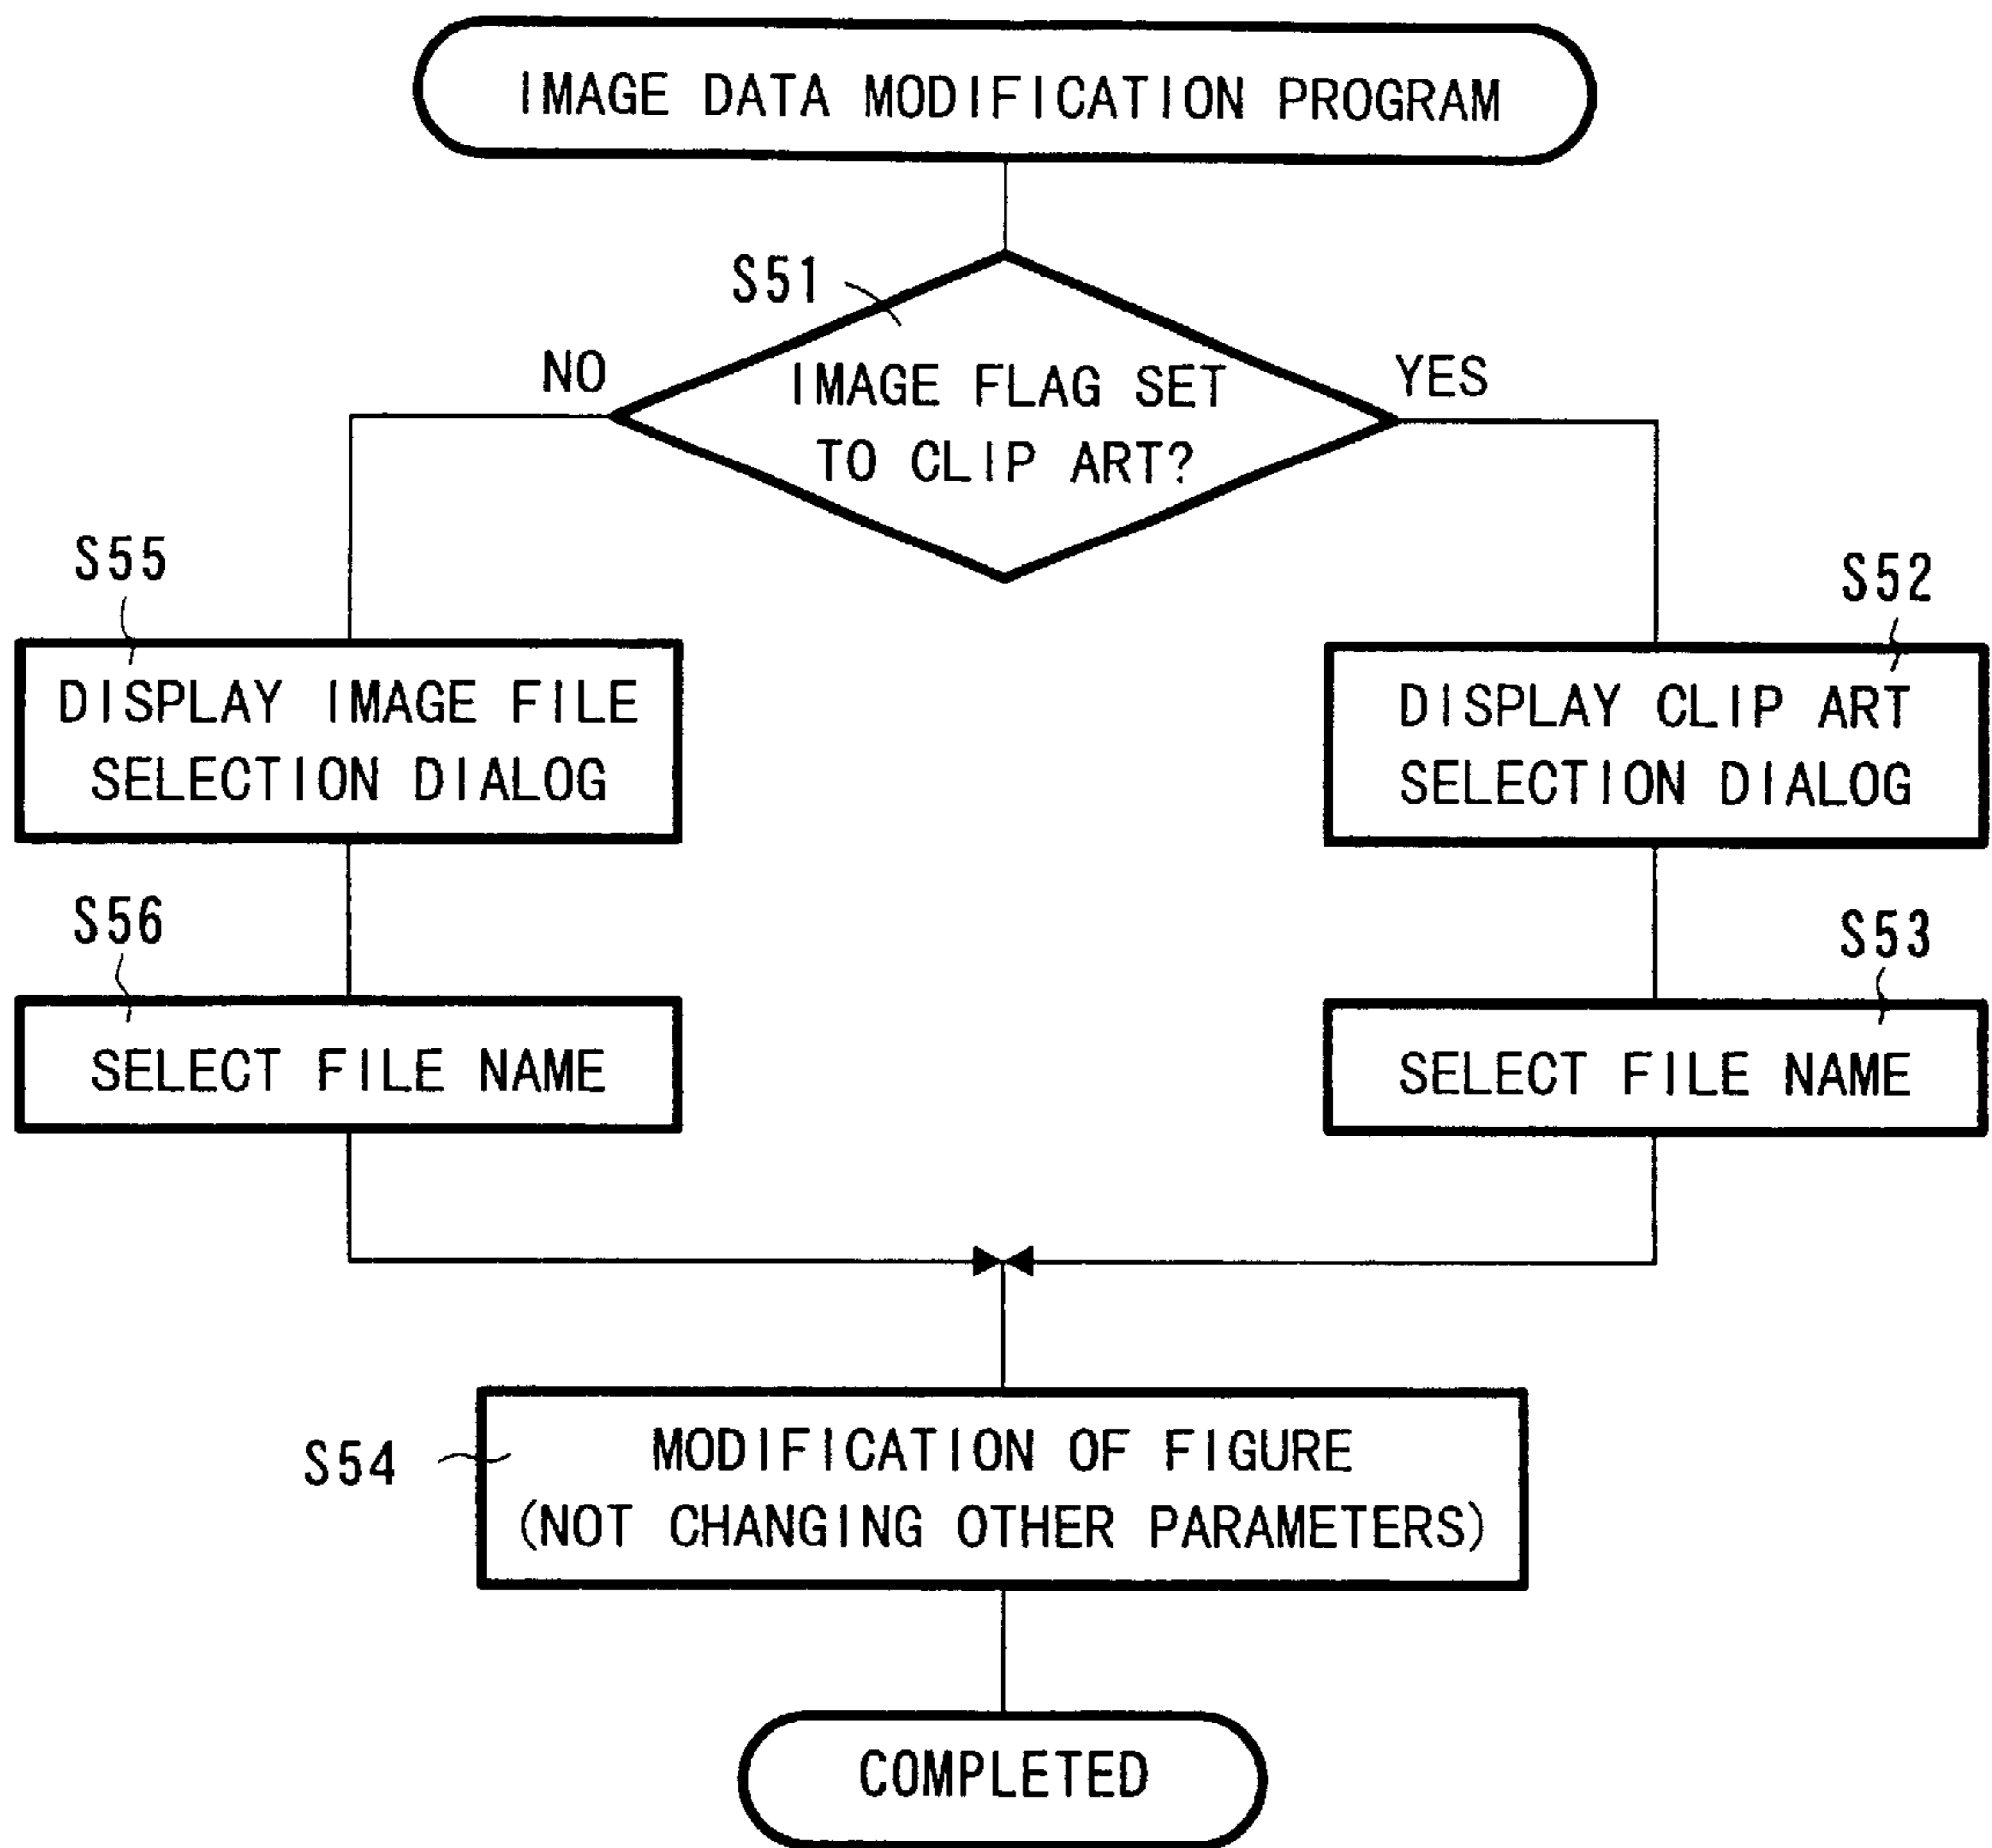 IMAGE DATA MODIFICATION PROGRAM
S51
NO
YES
IMAGE FLAG SET
TO CLIP ART?
S55
DISPLAY IMAGE FILE
SELECTION DIALOG
S52
DISPLAY CLIP ART
SELECTION DIALOG
S56
SELECT FILE NAME
S53
SELECT FILE NAME
S54
MODIFICATION OF FIGURE
(NOT CHANGING OTHER PARAMETERS)
COMPLETED